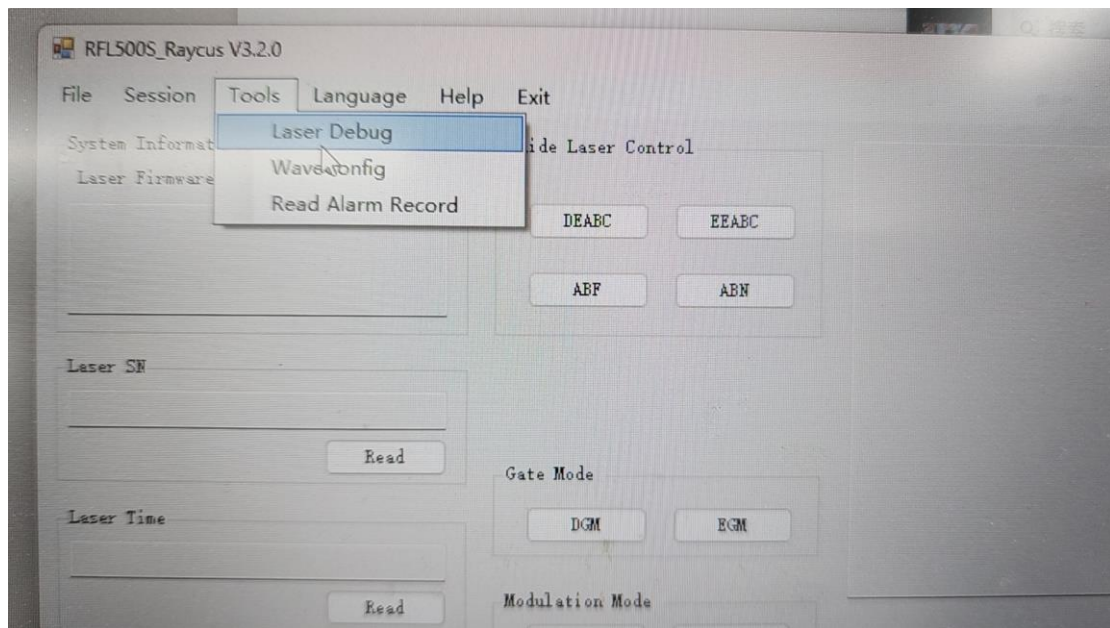 RFL500S_Raycus V3.2.0
搜索
File Session Tools Language Help Exit
Laser Debug
WaveConfig
Read Alarm Record
System Informat
Laser Firmware
ide Laser Control
DEABC EEABC
ABF ABN
Laser SN
Read
Gate Mode
DGM EGM
Laser Time
Read
Modulation Mode